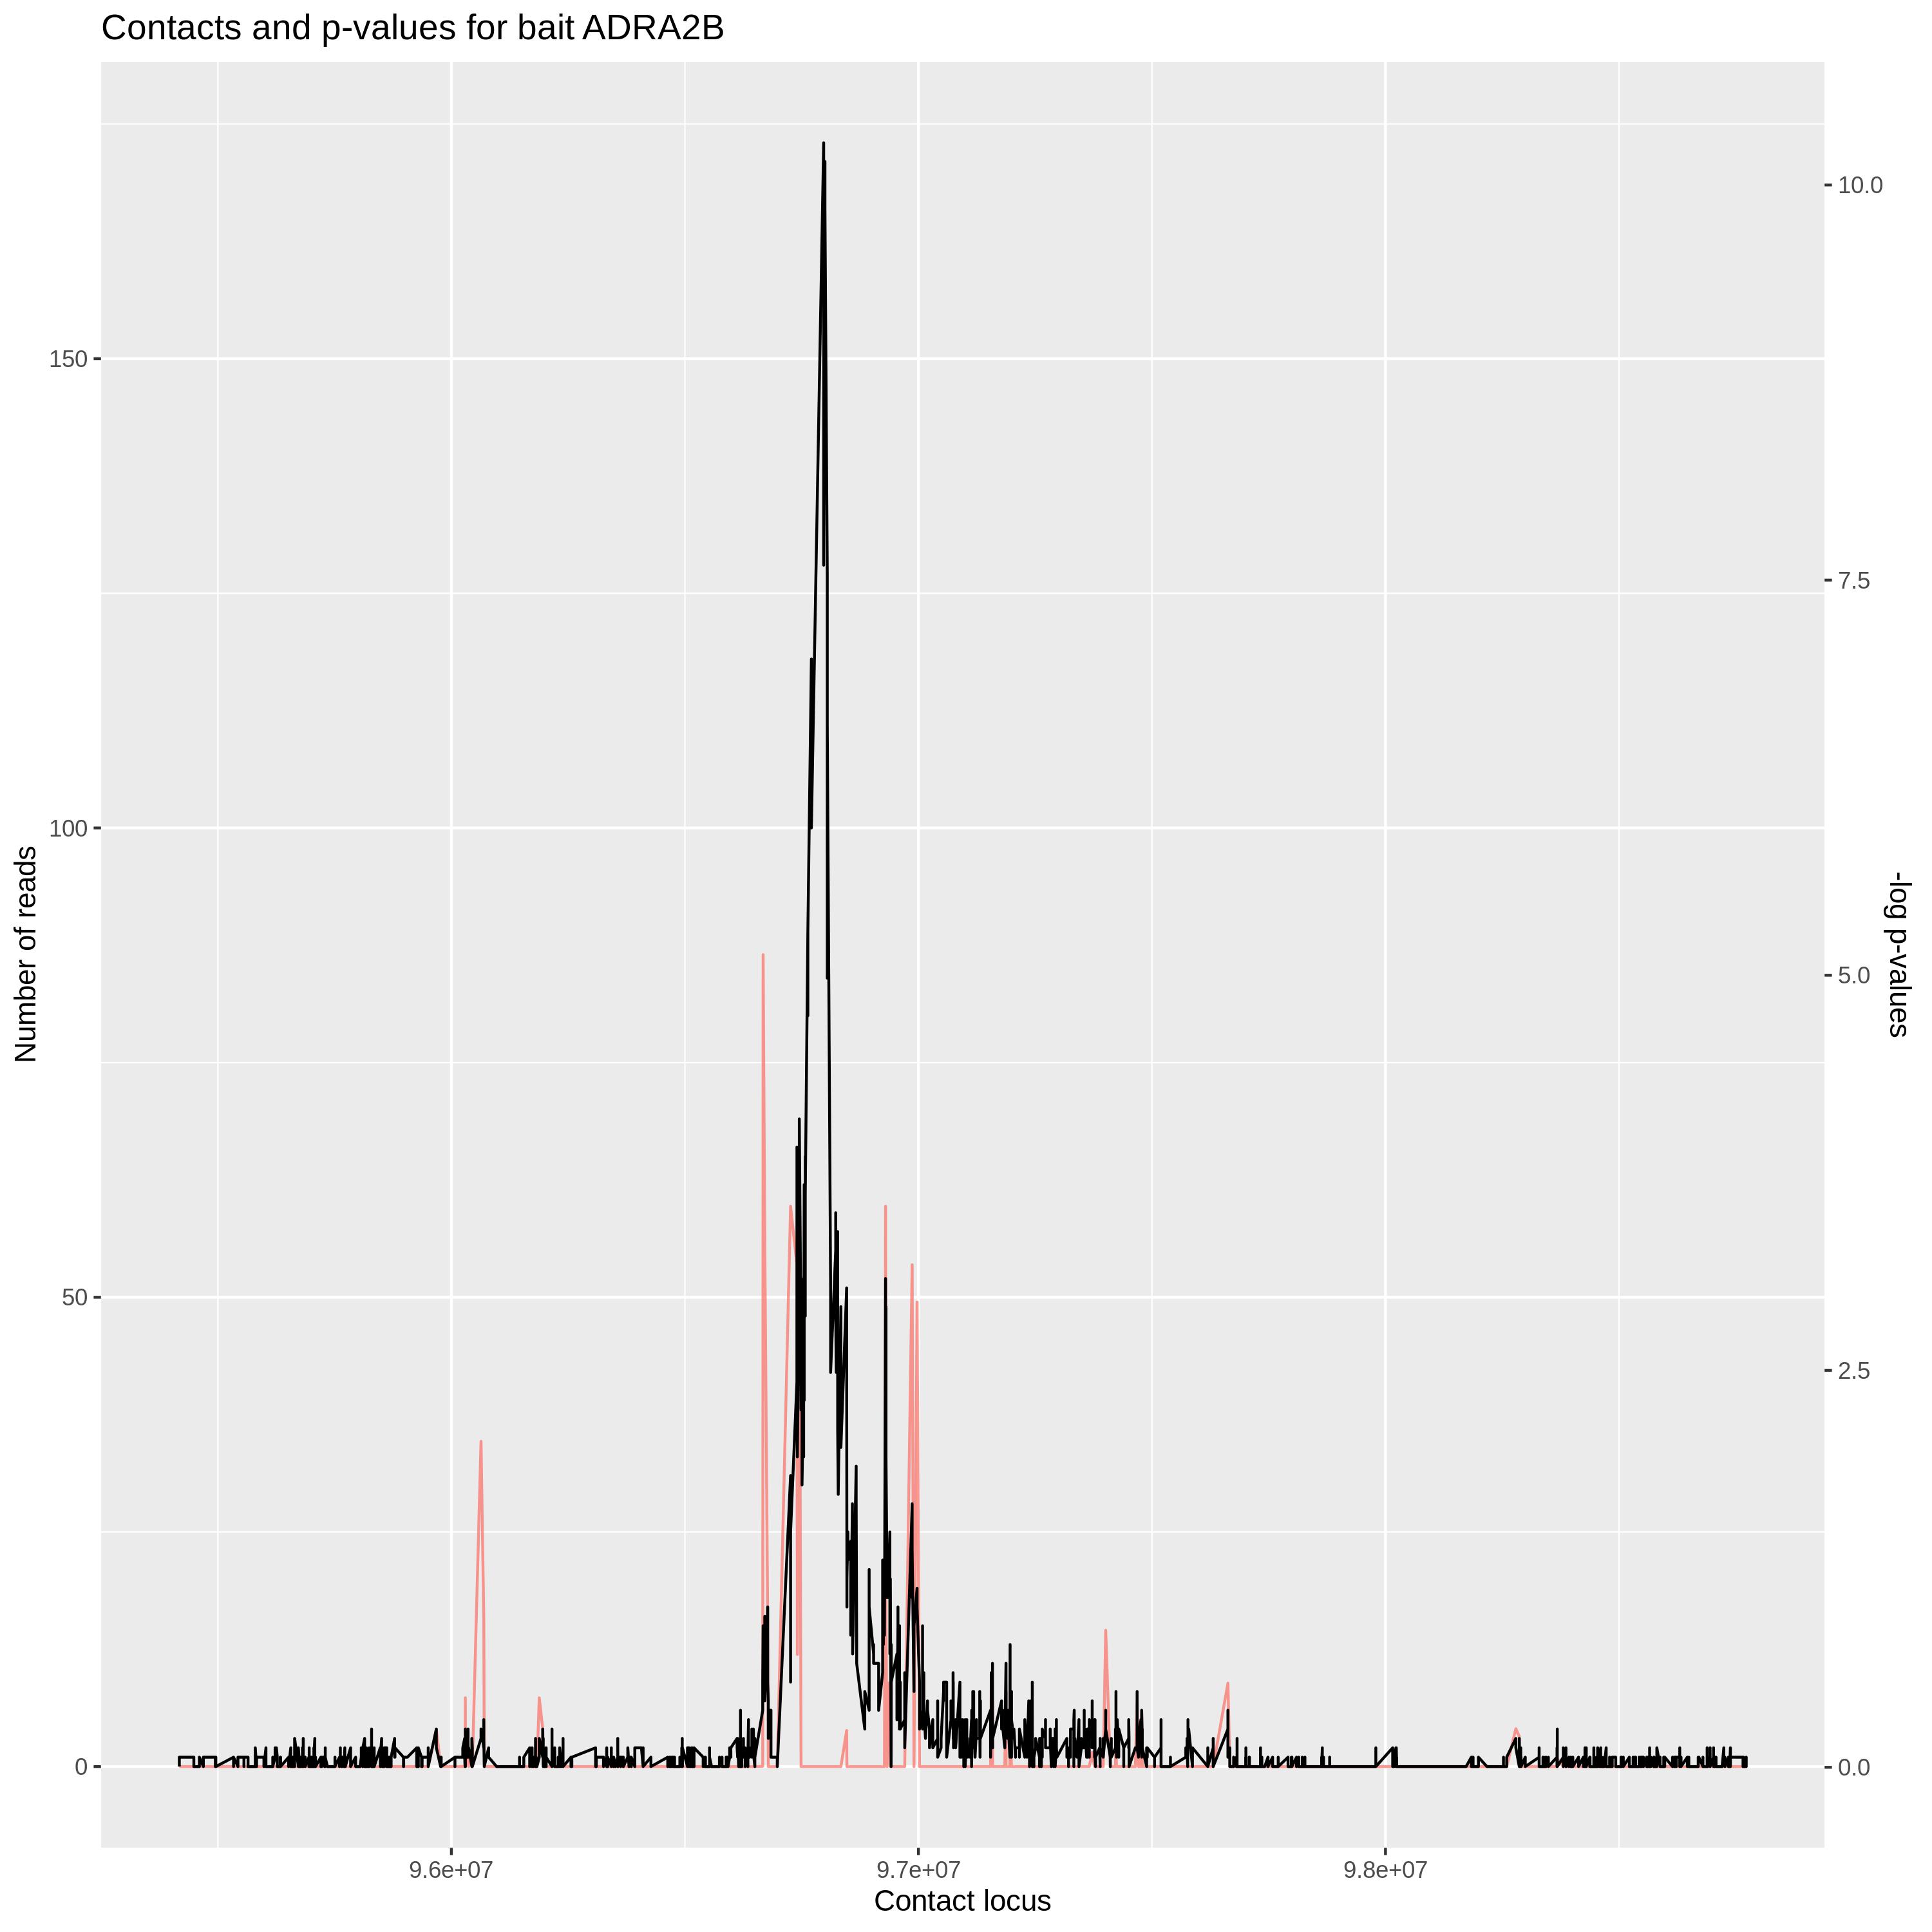 Contacts and p-values for bait ADRA2B
Number of reads
150
100
50
0
10.0
7.5
5.0
2.5
0.0
-log p-values
9.6e+07
9.7e+07
9.8e+07
Contact locus